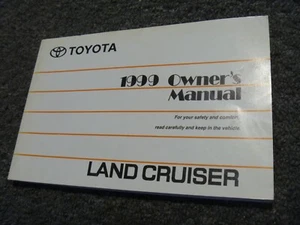 TOYOTA
1999 Owner's
Manual
For your safety and comfort
read carefully and keep in the vehicle
LAND CRUISER